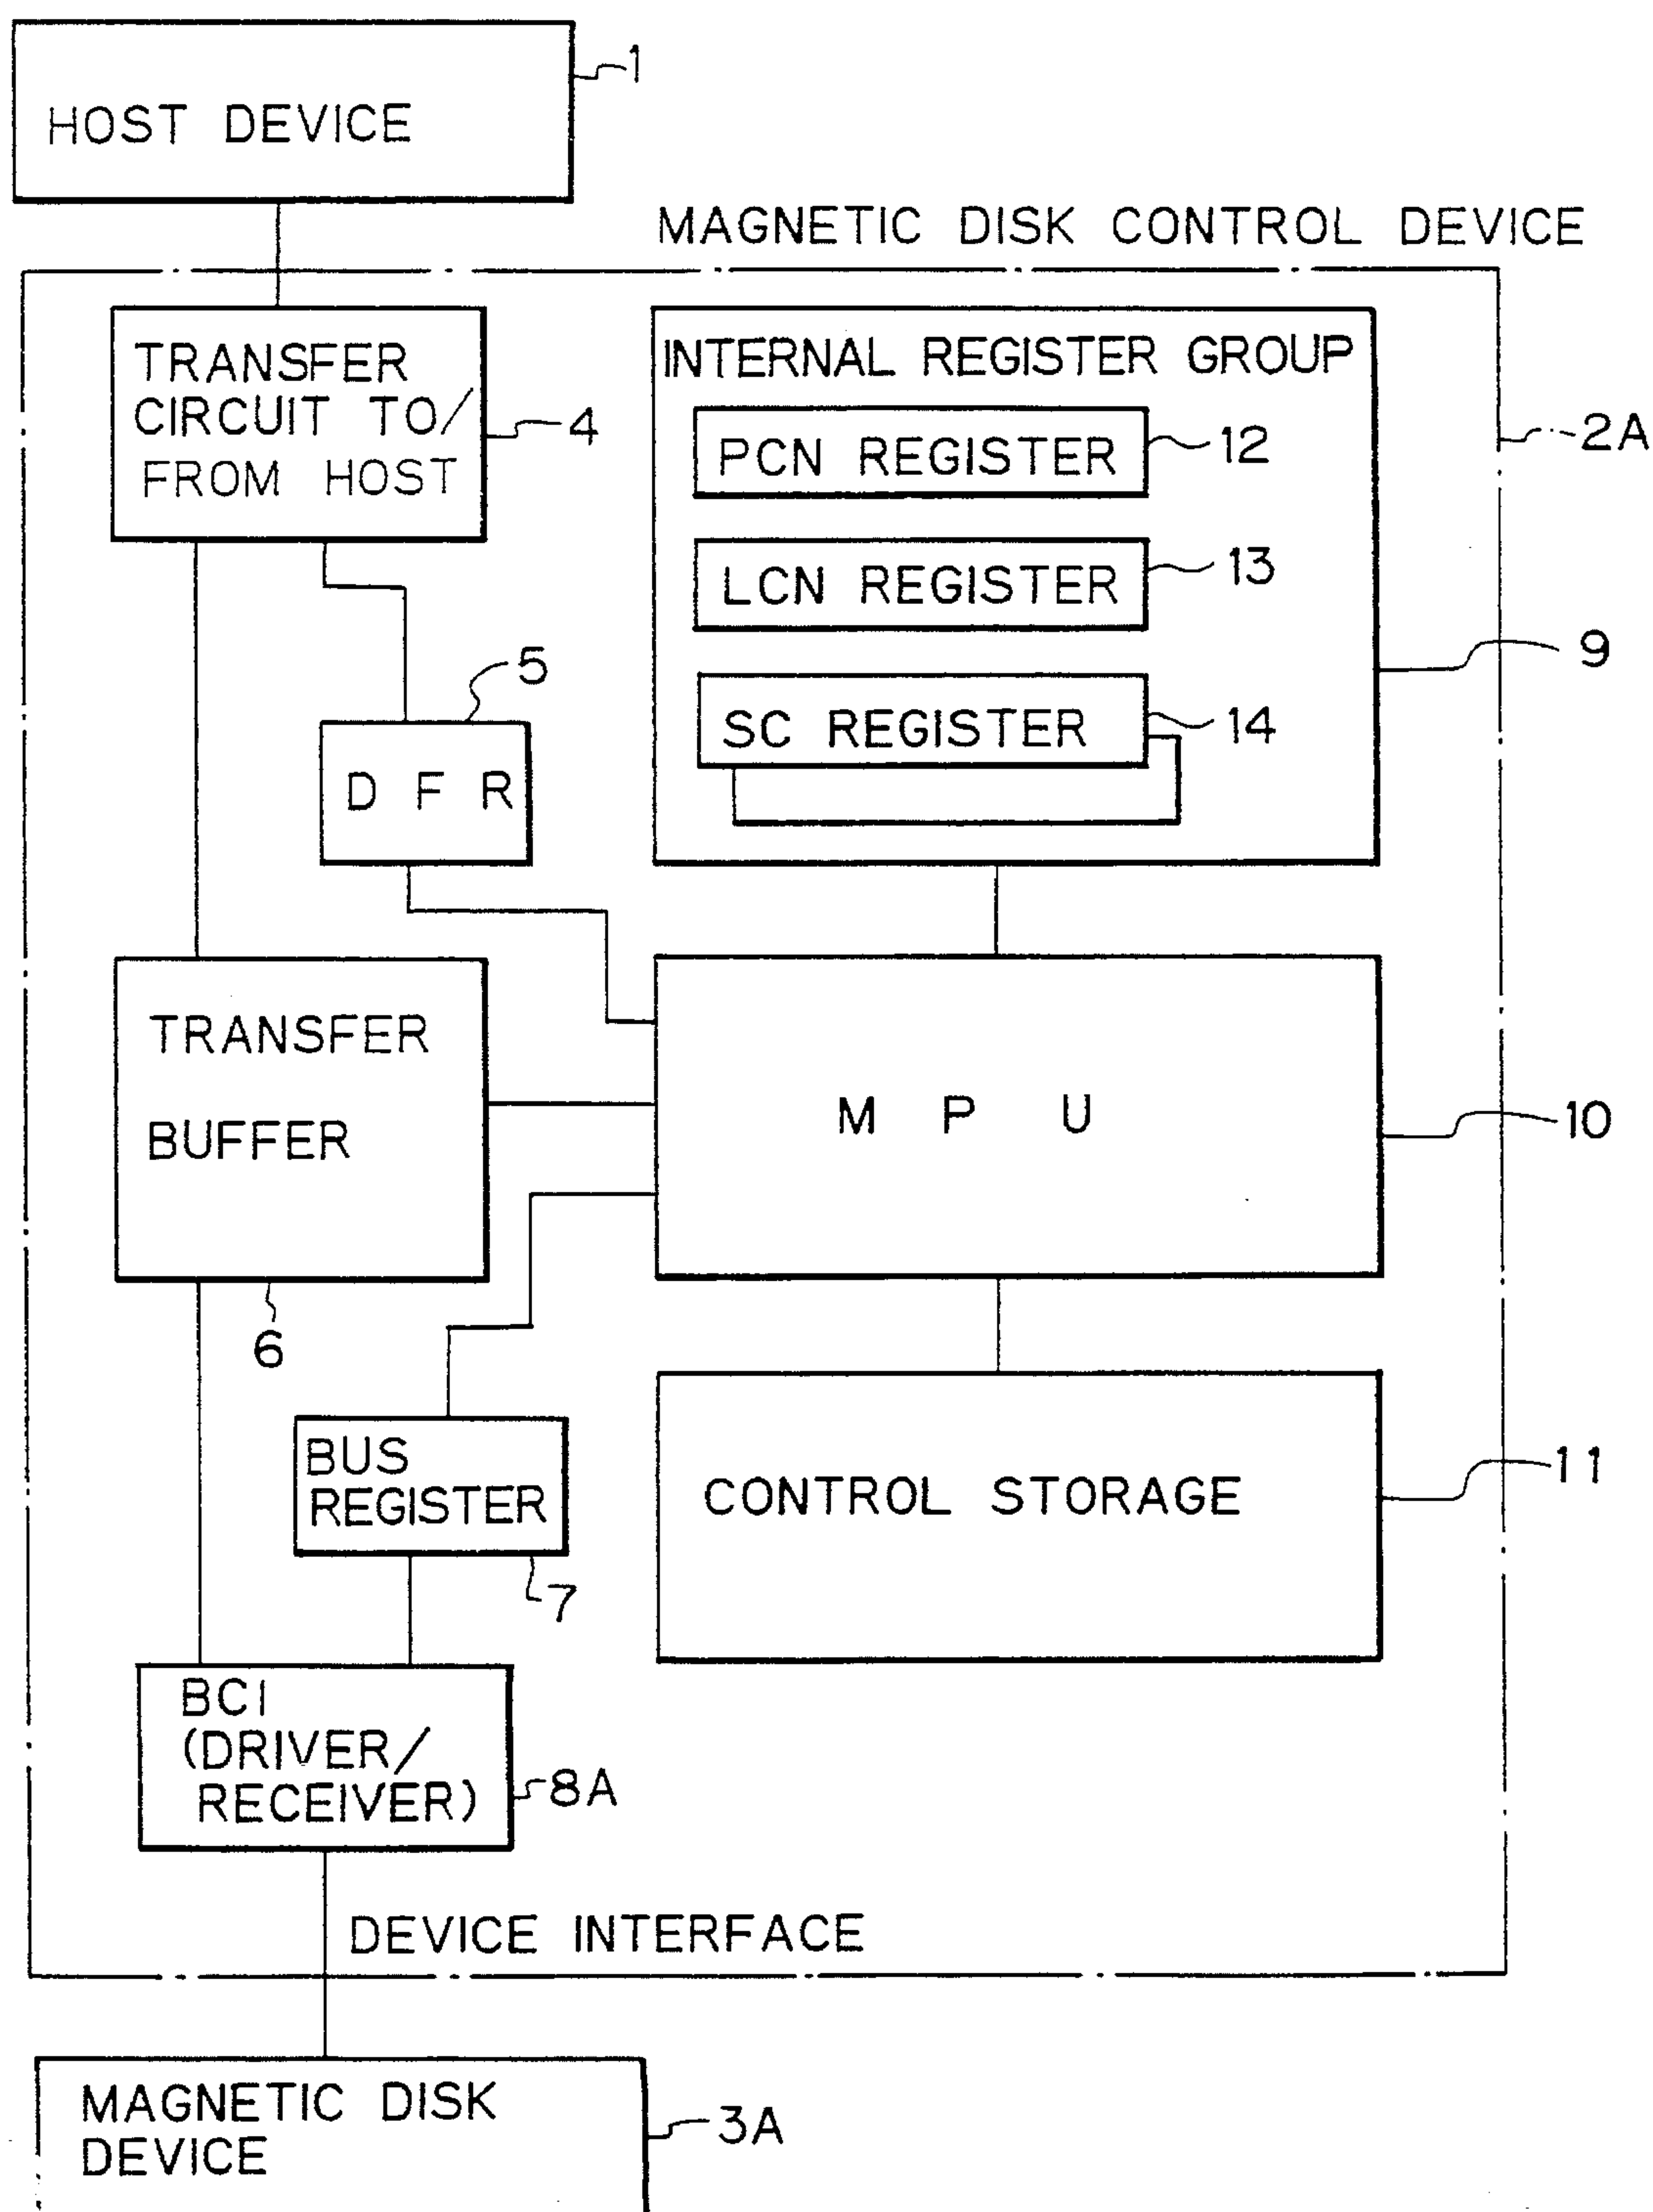 HOST DEVICE
1
MAGNETIC DISK CONTROL DEVICE
TRANSFER
CIRCUIT TO/
FROM HOST
4
INTERNAL REGISTER GROUP
PCN REGISTER
12
2A
LCN REGISTER
13
9
SC REGISTER
14
5
D F R
TRANSFER
BUFFER
6
M P U
10
BUS
REGISTER
7
CONTROL STORAGE
11
BCI
(DRIVER/
RECEIVER)
8A
DEVICE INTERFACE
MAGNETIC DISK
DEVICE
3A